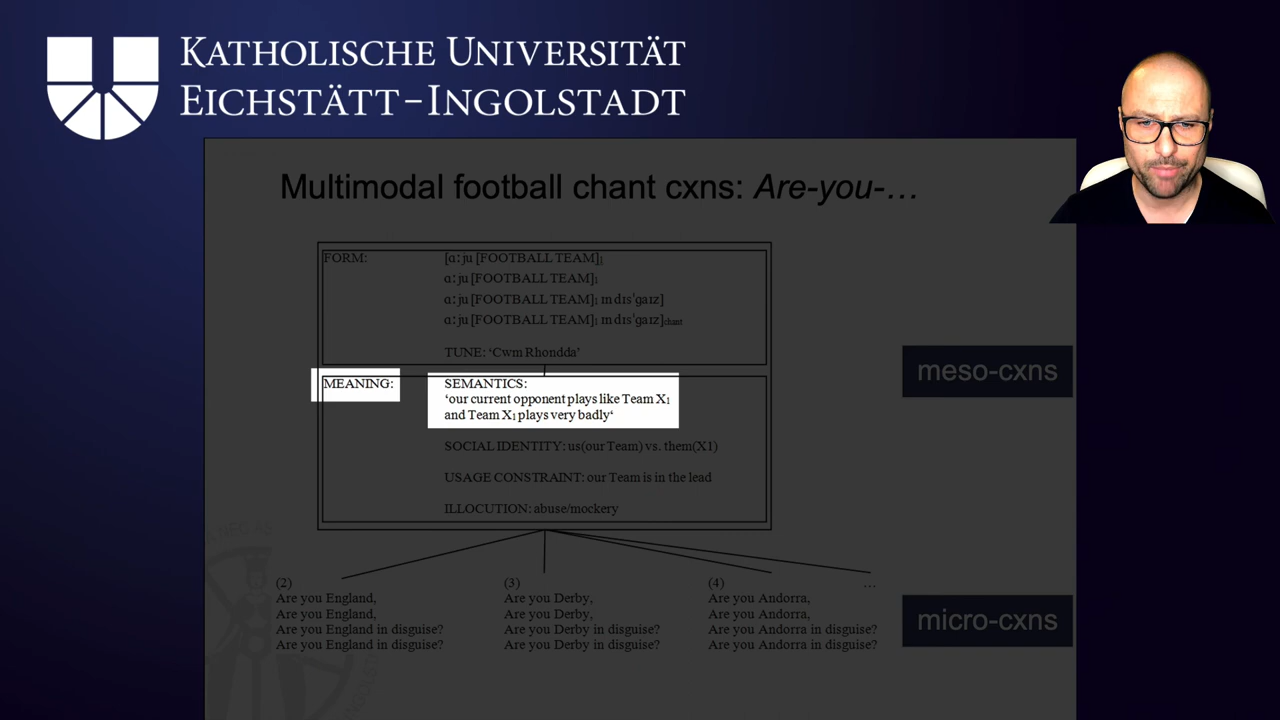 KATHOLISCHE UNIVERSITÄT
EICHSTÄTT-INGOLSTADT
Multimodal football chant cxns: Are-you-…
FORM: [ɑː ju [FOOTBALL TEAM]1
ɑː ju [FOOTBALL TEAM]1
ɑː ju [FOOTBALL TEAM]1 ɪn dɪsˈɡaɪz]
ɑː ju [FOOTBALL TEAM]1 ɪn dɪsˈɡaɪz]chant
TUNE: ‘Cwm Rhondda’
MEANING: SEMANTICS:
‘our current opponent plays like Team X1
and Team X1 plays very badly‘
SOCIAL IDENTITY: us(our Team) vs. them(X1)
USAGE CONSTRAINT: our Team is in the lead
ILLOCUTION: abuse/mockery
meso-cxns
(2)
Are you England,
Are you England,
Are you England in disguise?
Are you England in disguise?
(3)
Are you Derby,
Are you Derby,
Are you Derby in disguise?
Are you Derby in disguise?
(4)
Are you Andorra,
Are you Andorra,
Are you Andorra in disguise?
Are you Andorra in disguise?
…
micro-cxns